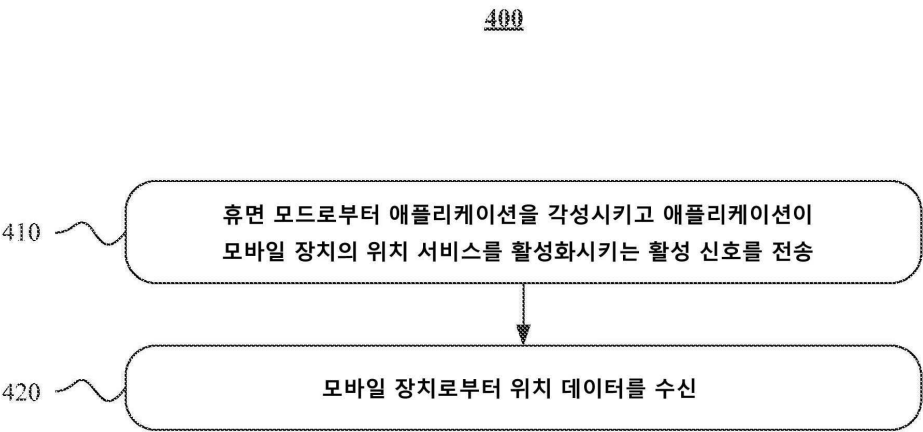 400
410
휴면 모드로부터 애플리케이션을 각성시키고 애플리케이션이
모바일 장치의 위치 서비스를 활성화시키는 활성 신호를 전송
420
모바일 장치로부터 위치 데이터를 수신